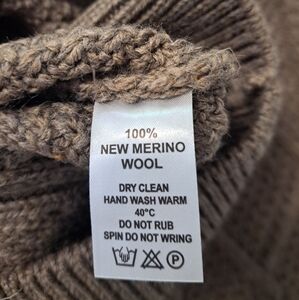 100%
NEW MERINO
WOOL
DRY CLEAN
HAND WASH WARM
40°C
DO NOT RUB
SPIN DO NOT WRING
P